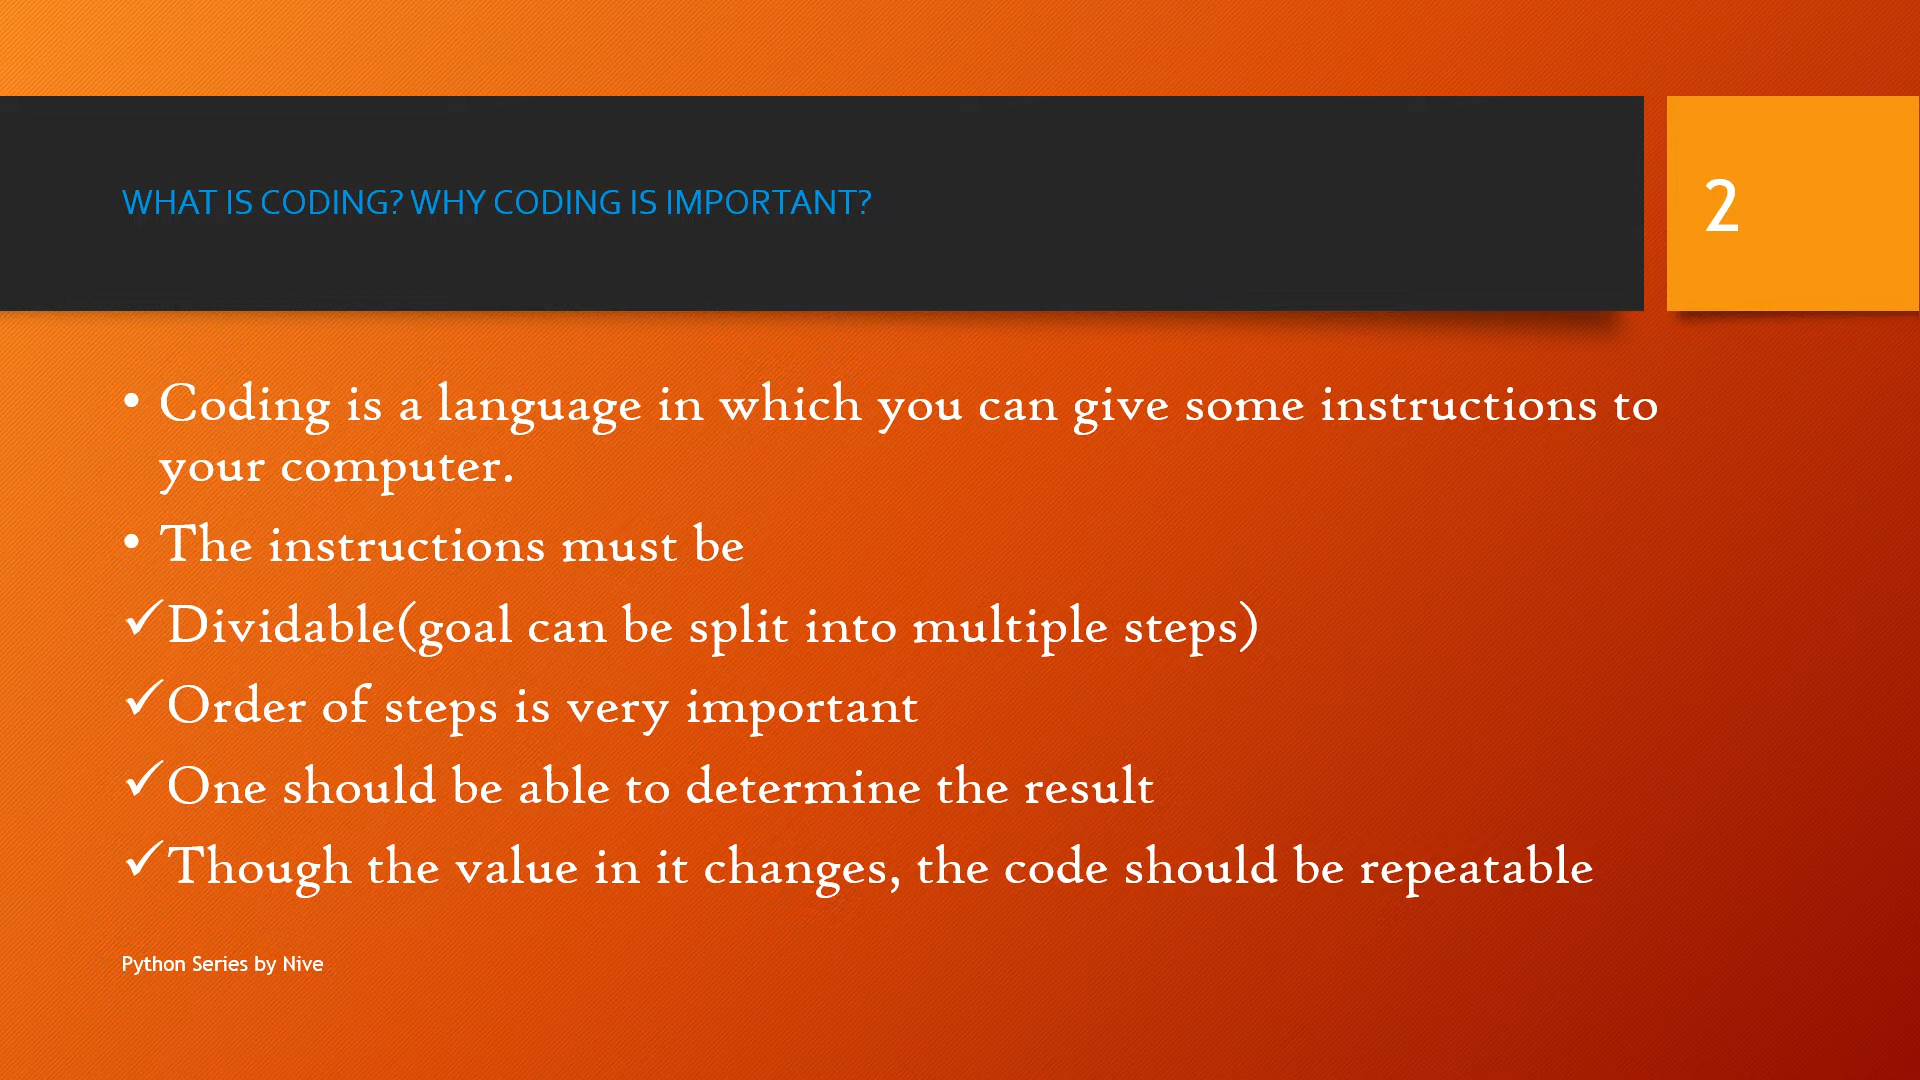 WHAT IS CODING? WHY CODING IS IMPORTANT?
2
• Coding is a language in which you can give some instructions to
your computer.
• The instructions must be
✓Dividable(goal can be split into multiple steps)
✓Order of steps is very important
✓One should be able to determine the result
✓Though the value in it changes, the code should be repeatable
Python Series by Nive